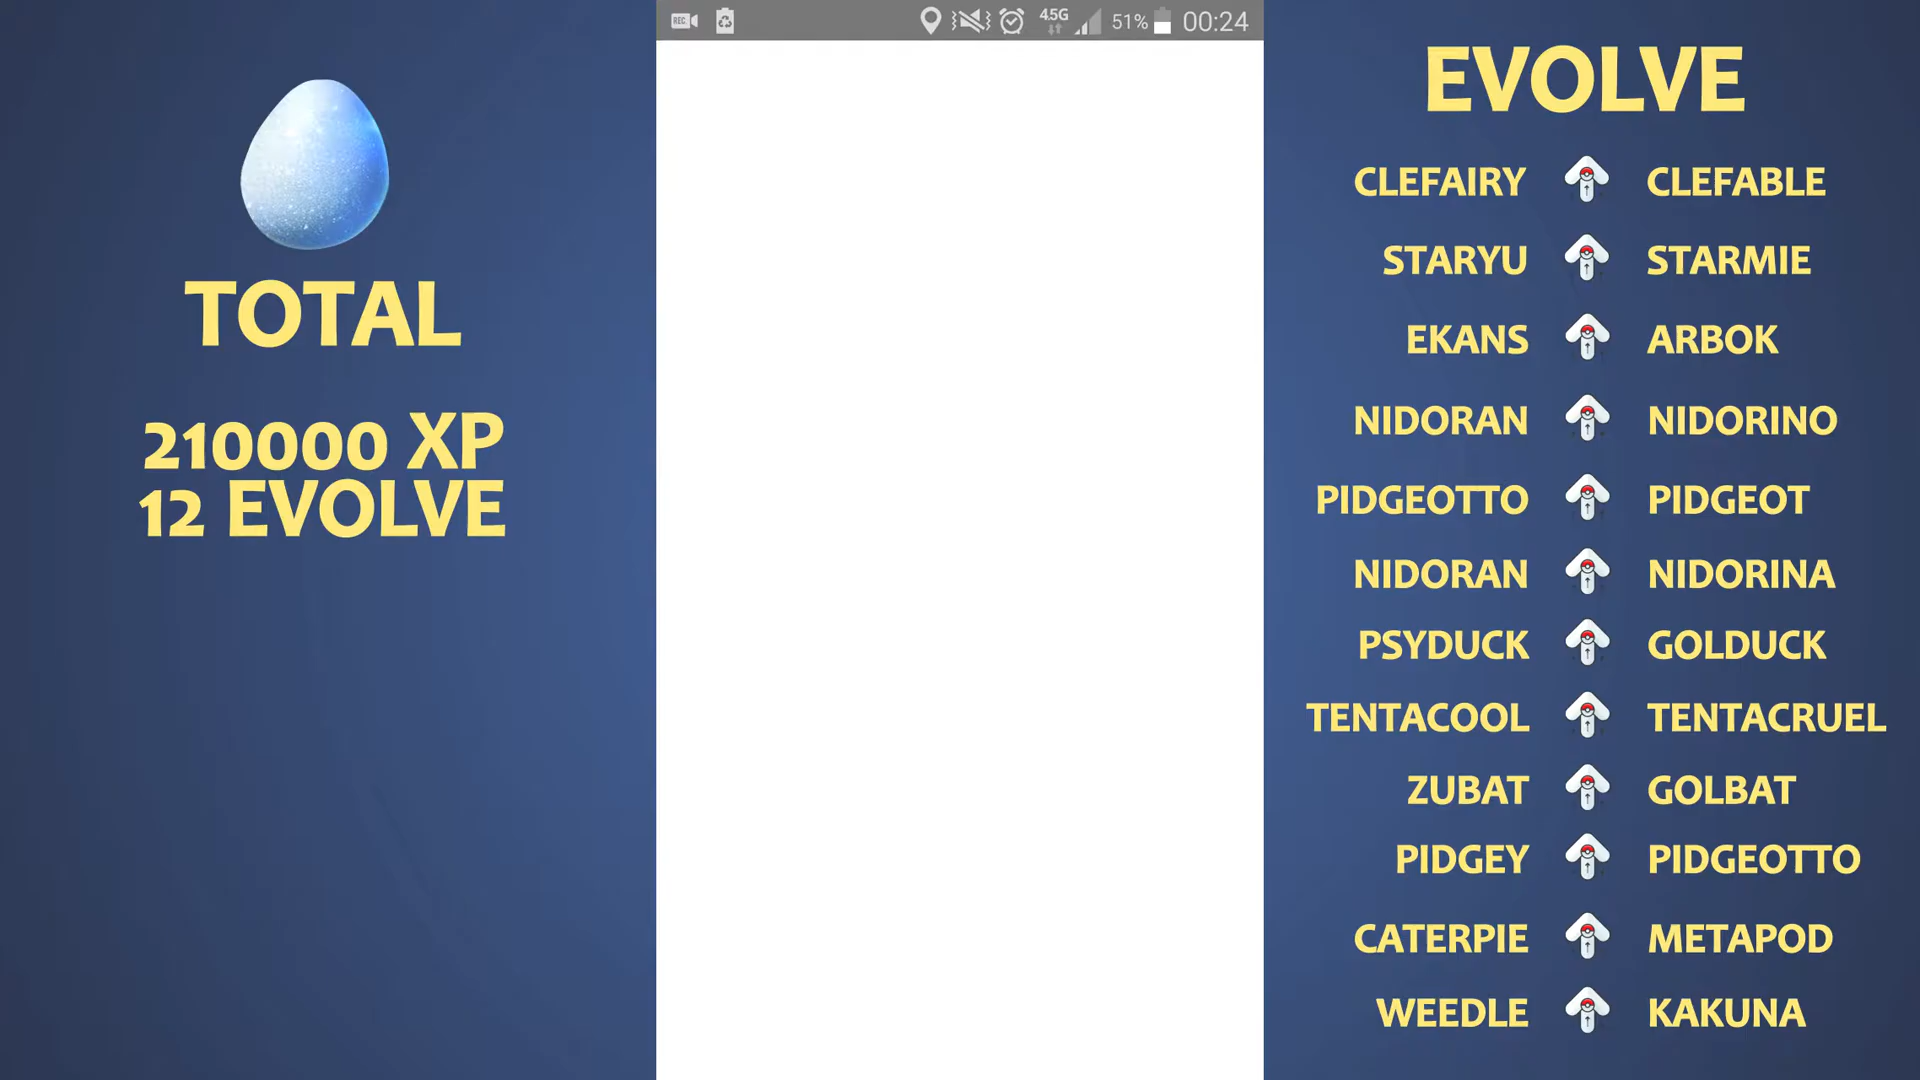 TOTAL
210000 XP
12 EVOLVE
REC
4.5G 51% 00:24
EVOLVE
CLEFAIRY CLEFABLE
STARYU STARMIE
EKANS ARBOK
NIDORAN NIDORINO
PIDGEOTTO PIDGEOT
NIDORAN NIDORINA
PSYDUCK GOLDUCK
TENTACOOL TENTACRUEL
ZUBAT GOLBAT
PIDGEY PIDGEOTTO
CATERPIE METAPOD
WEEDLE KAKUNA